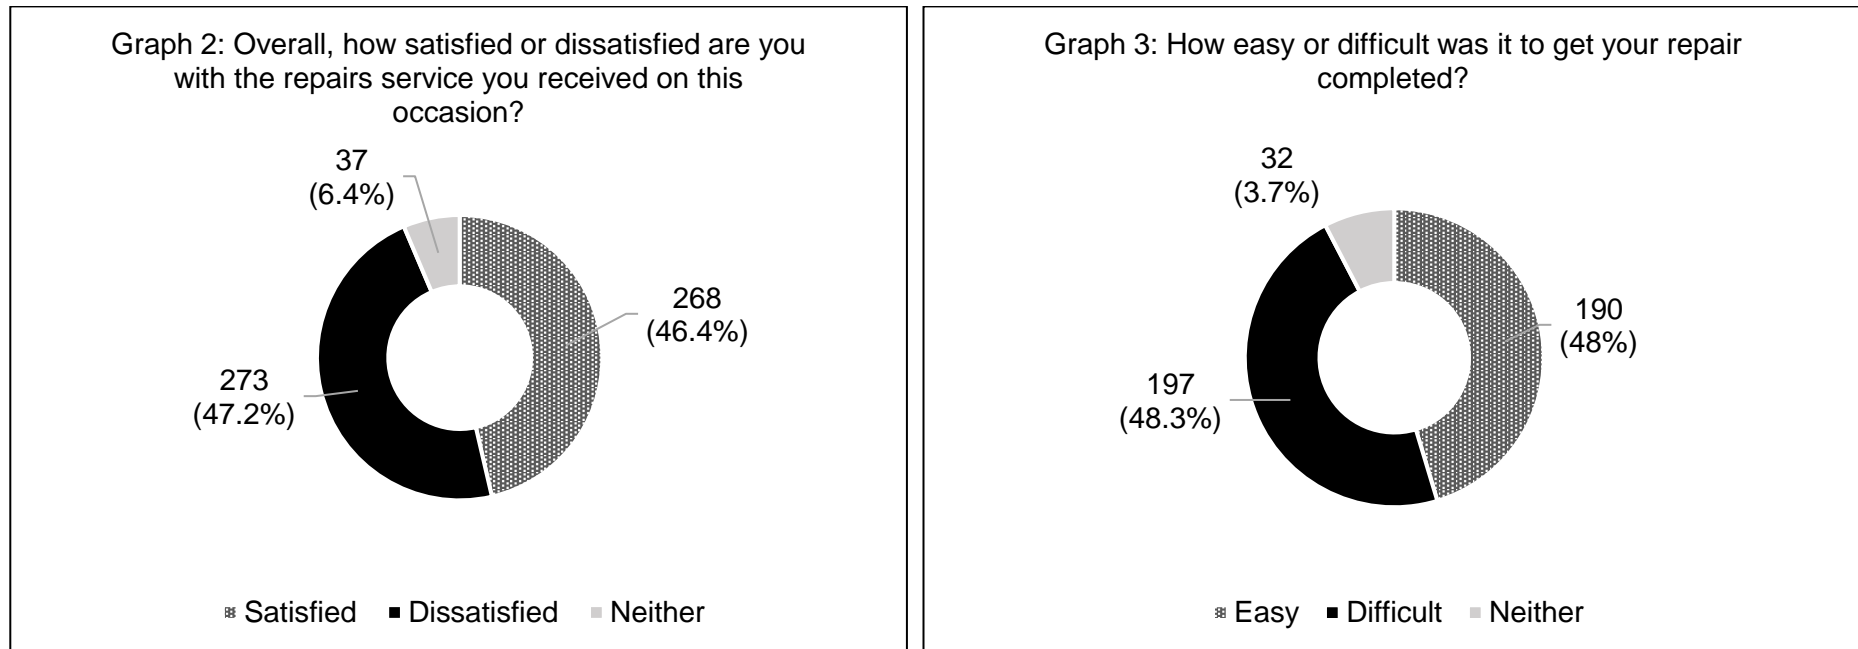 Graph 2: Overall, how satisfied or dissatisfied are you
with the repairs service you received on this
occasion?
37
(6.4%)
268
(46.4%)
273
(47.2%)
Satisfied
Dissatisfied
Neither
Graph 3: How easy or difficult was it to get your repair
completed?
32
(3.7%)
190
(48%)
197
(48.3%)
Easy
Difficult
Neither